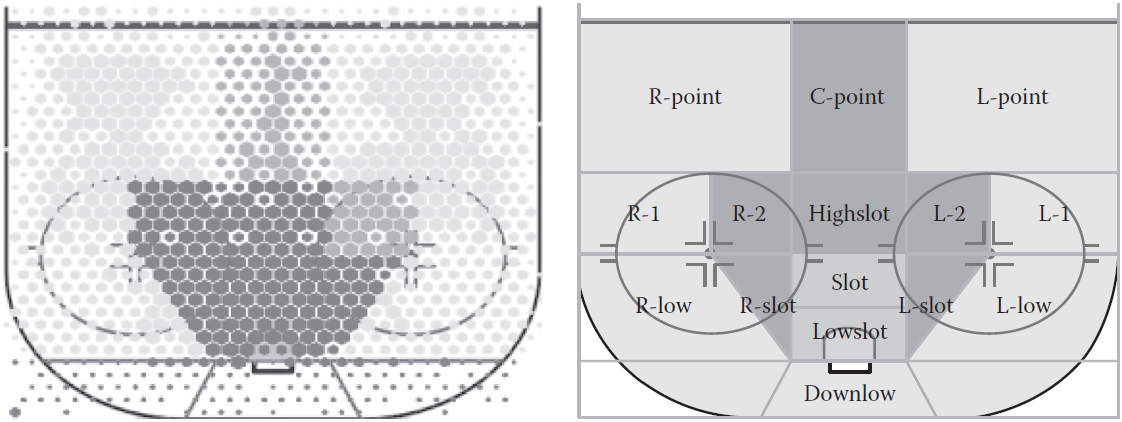 R-point C-point L-point
R-1 R-2 Highslot L-2 L-1
Slot
R-low R-slot L-slot L-low
Lowslot
Downlow